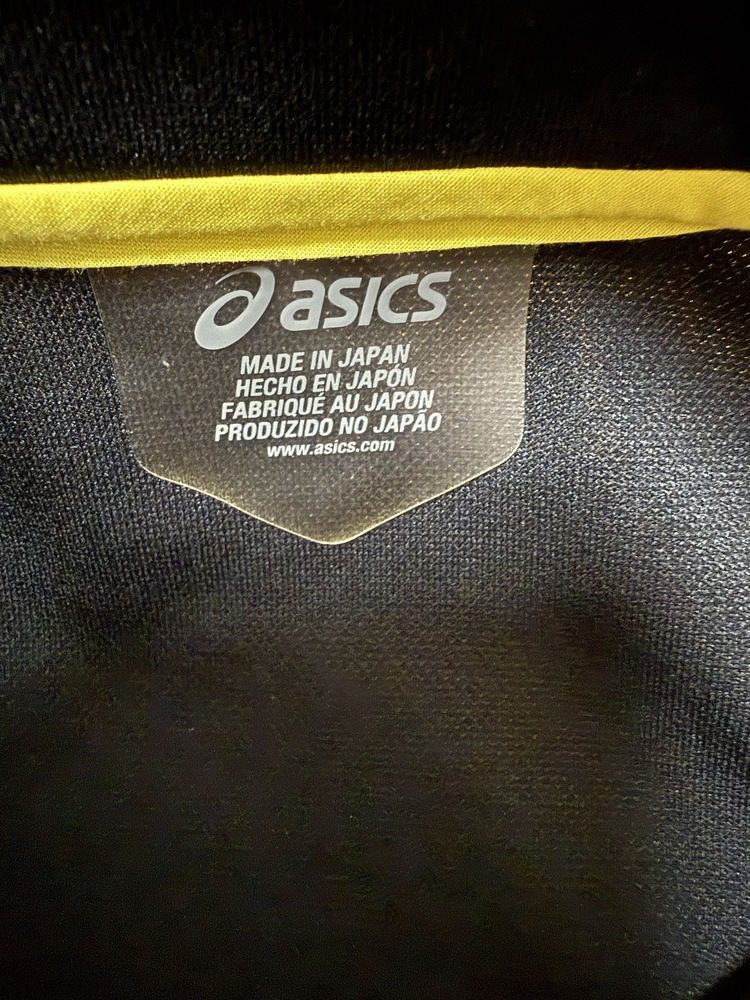 asics
MADE IN JAPAN
HECHO EN JAPÓN
FABRIQUÉ AU JAPON
PRODUZIDO NO JAPÃO
www.asics.com